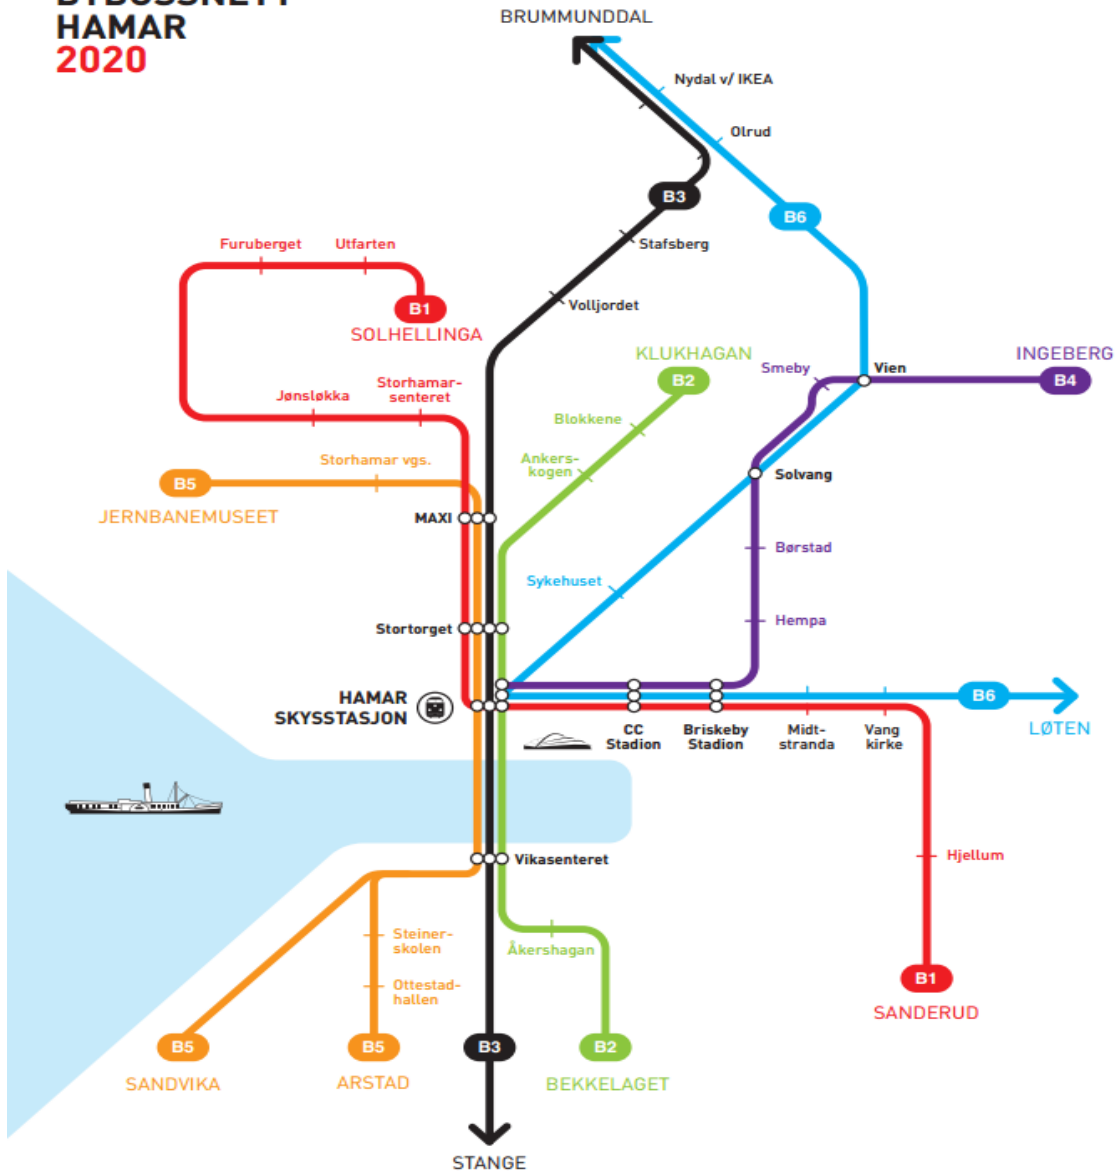 HAMAR
2020
BRUMMUNDDAL
Nydal v/ IKEA
Olrud
B3
B6
Stafsberg
Furuberget
Utfarten
B1
SOLHELLINGA
Volljordet
KLUKHAGAN
B2
Smeby
Vien
INGEBERG
B4
Jønsløkka
Storhamar-
senteret
Blokkene
Ankers-
kogen
Storhamar vgs.
B5
JERNBANEMUSEET
MAXI
Solvang
Børstad
Sykehuset
Hempa
Stortorget
HAMAR
SKYSSTASJON
B6
LØTEN
CC
Stadion
Briskeby
Stadion
Midt-
stranda
Vang
kirke
Vikasenteret
Hjellum
Steiner-
skolen
Åkershagan
Ottestad-
hallen
B1
SANDERUD
B5
SANDVIKA
B5
ARSTAD
B3
B2
BEKKELAGET
STANGE